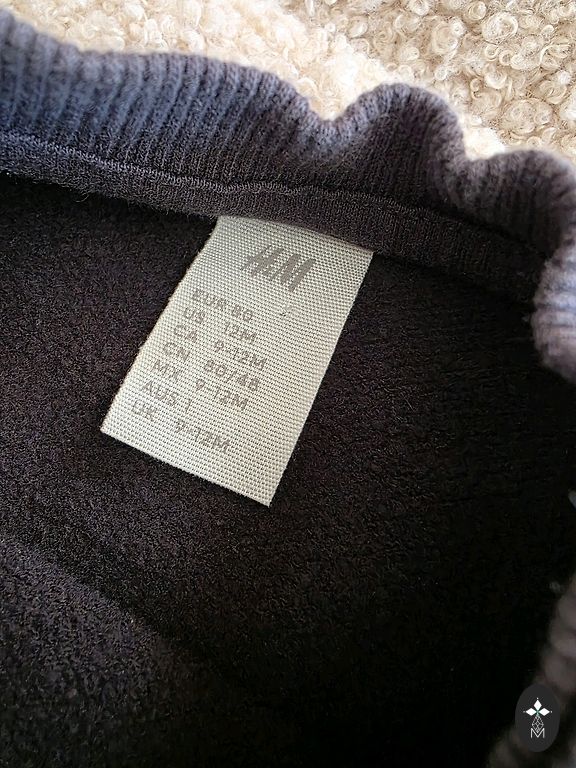 H&M
EUR 80
US 12M
CA 9-12M
CN 80/48
MX 9-12M
AUS 1
UK 9-12M
M